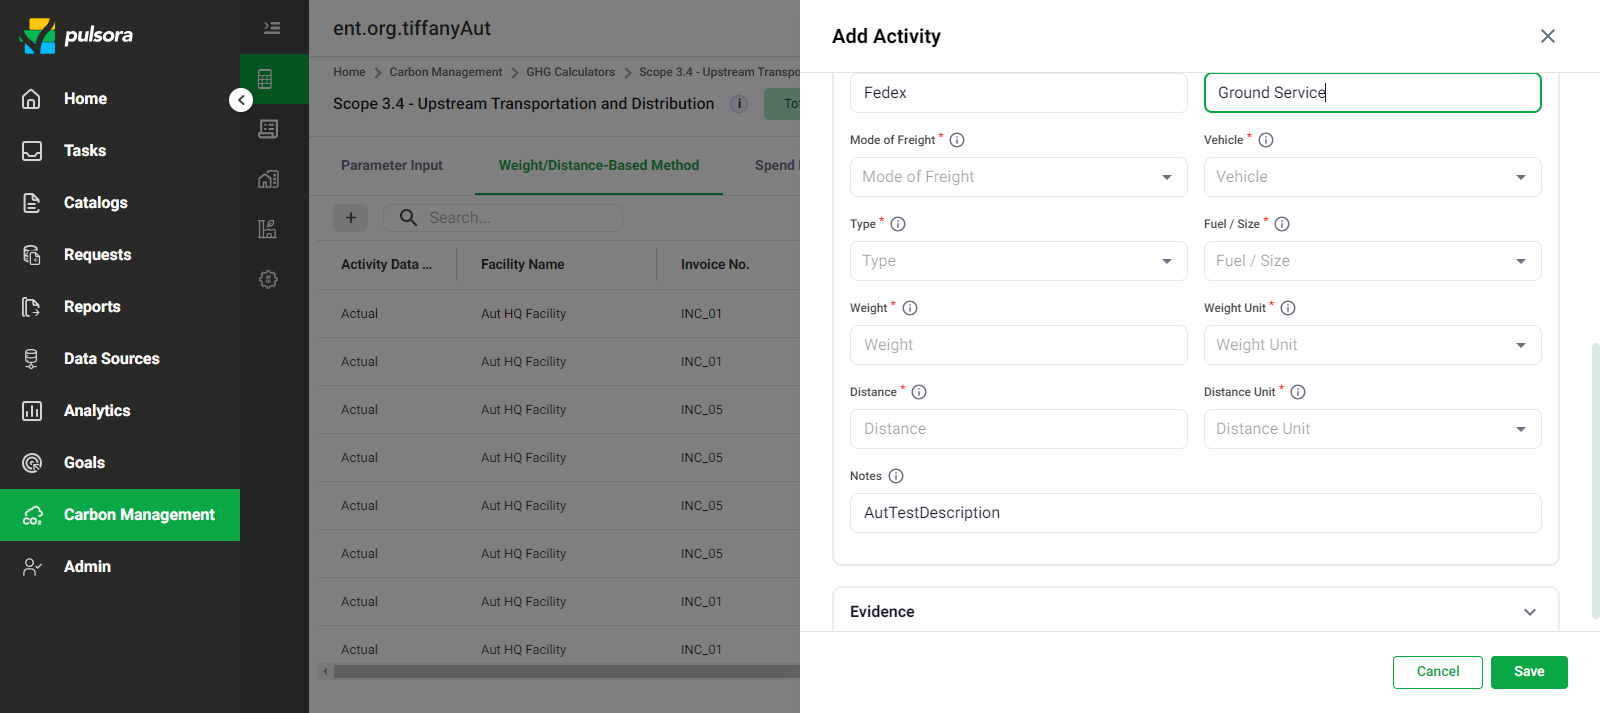 pulsora
Home
Tasks
Catalogs
Requests
Reports
Data Sources
Analytics
Goals
Carbon Management
Admin
ent.org.tiffanyAut
Home > Carbon Management > GHG Calculators > Scope 3.4 - Upstream Transpo
Scope 3.4 - Upstream Transportation and Distribution
Parameter Input
Weight/Distance-Based Method
Spend
Search...
Activity Data ... Facility Name Invoice No.
Actual Aut HQ Facility INC_01
Actual Aut HQ Facility INC_01
Actual Aut HQ Facility INC_05
Actual Aut HQ Facility INC_05
Actual Aut HQ Facility INC_05
Actual Aut HQ Facility INC_05
Actual Aut HQ Facility INC_01
Actual Aut HQ Facility INC_01
Add Activity
Fedex Ground Service
Mode of Freight * Vehicle *
Mode of Freight Vehicle
Type * Fuel / Size *
Type Fuel / Size
Weight * Weight Unit *
Weight Weight Unit
Distance * Distance Unit *
Distance Distance Unit
Notes
AutTestDescription
Evidence
Cancel Save